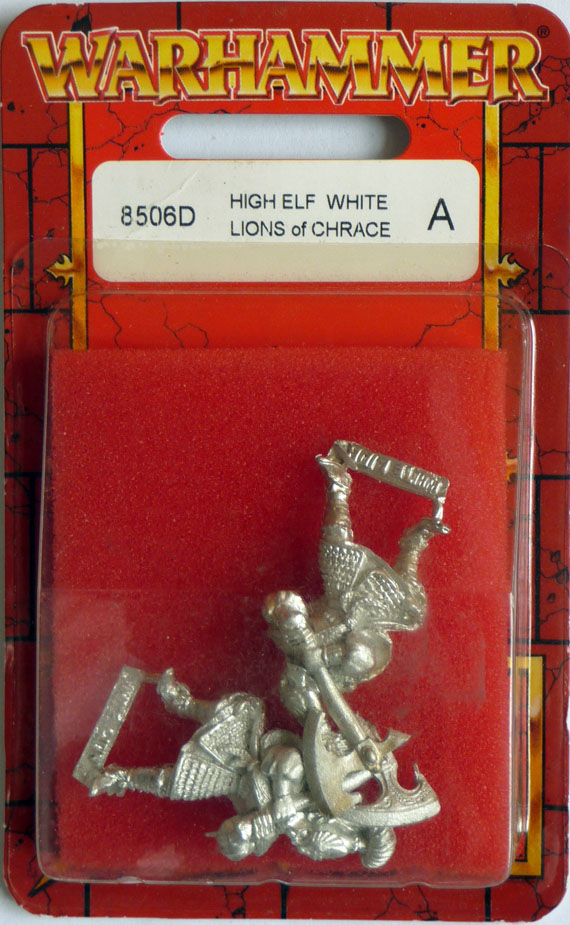 WARHAMMER®
8506D
HIGH ELF WHITE
LIONS of CHRACE
A